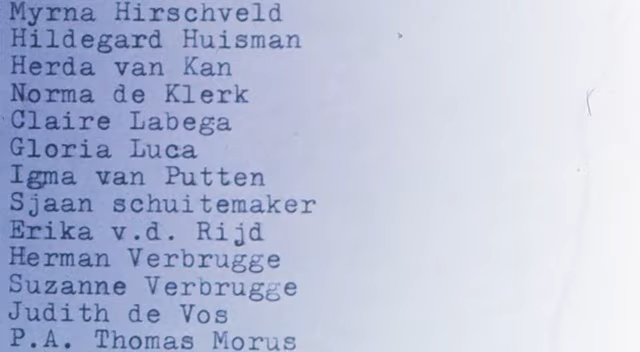 Myrna Hirschveld
Hildegard Huisman
Herda van Kan
Norma de Klerk
Claire Labega
Gloria Luca
Igma van Putten
Sjaan schuitemaker
Erika v.d. Rijd
Herman Verbrugge
Suzanne Verbrugge
Judith de Vos
P.A. Thomas Morus